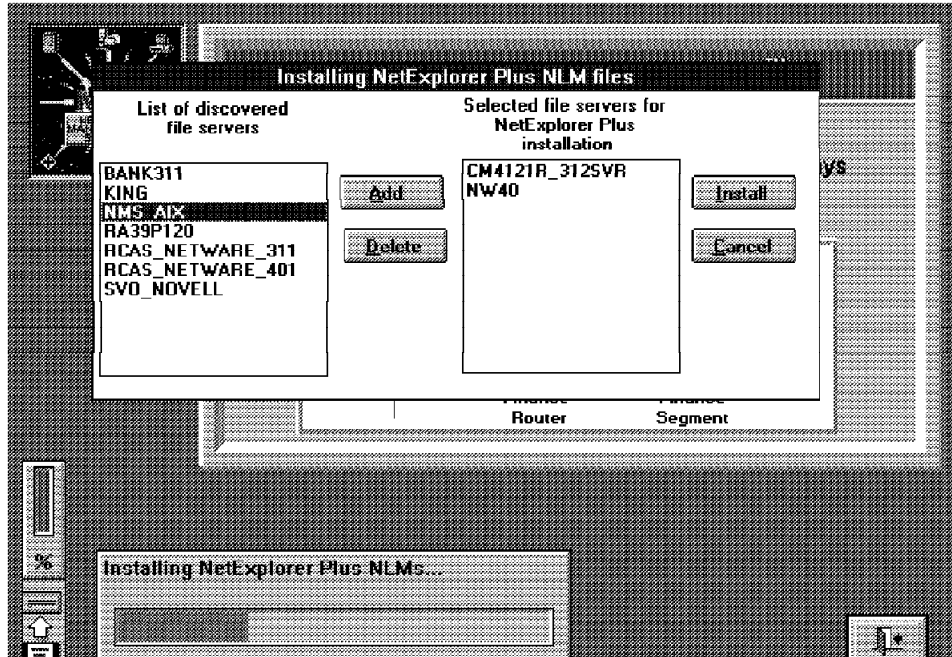 Installing NetExplorer Plus NLM files
List of discovered
file servers
BANK311
KING
NMS_AIX
RA39P120
RCAS_NETWARE_311
RCAS_NETWARE_401
SVO_NOVELL
Add
Delete
Selected file servers for
NetExplorer Plus
installation
CM4121R_312SVR
NW40
Install
Cancel
Router
Segment
%
Installing NetExplorer Plus NLMs...